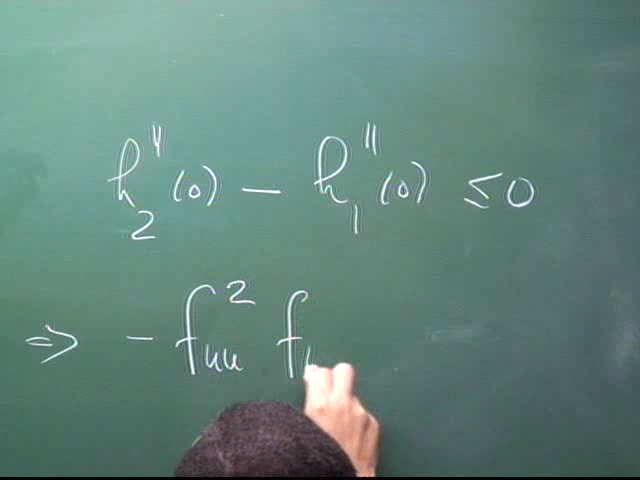 h₂''(0) − h₁''(0) ≤ 0
⇒ − f²ᵤᵤ f